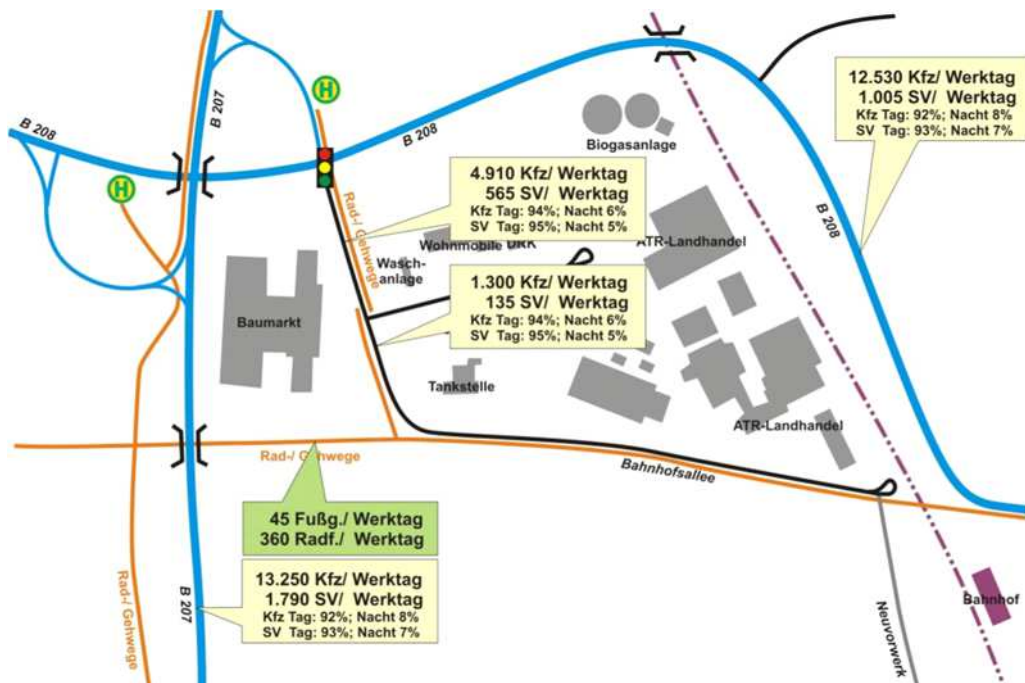 B 207
B 208
H
B 208
H
12.530 Kfz/ Werktag
1.005 SV/ Werktag
Kfz Tag: 92%; Nacht 8%
SV Tag: 93%; Nacht 7%
Biogasanlage
4.910 Kfz/ Werktag
565 SV/ Werktag
Kfz Tag: 94%; Nacht 6%
SV Tag: 95%; Nacht 5%
Rad-/ Gehwege
B 208
Wohnmobile DRK
ATR-Landhandel
Wasch-
anlage
1.300 Kfz/ Werktag
135 SV/ Werktag
Kfz Tag: 94%; Nacht 6%
SV Tag: 95%; Nacht 5%
Baumarkt
Tankstelle
ATR-Landhandel
Rad-/ Gehwege
Bahnhofsallee
45 Fußg./ Werktag
360 Radf./ Werktag
13.250 Kfz/ Werktag
1.790 SV/ Werktag
Kfz Tag: 92%; Nacht 8%
SV Tag: 93%; Nacht 7%
Rad-/ Gehwege
B 207
Neuvorwerk
Bahnhof